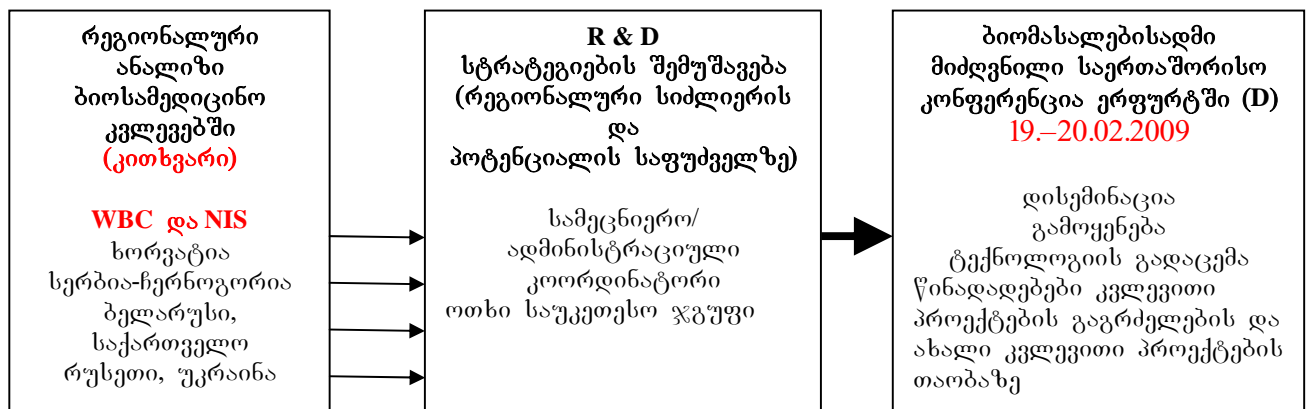 რეგიონალური
ანალიზი
ბიოსამედიცინო
კვლევებში
(კითხვარი)
WBC და NIS
ხორვატია
სერბია-ჩერნოგორია
ბელარუსი,
საქართველო
რუსეთი, უკრაინა
R & D
სტრატეგიების შემუშავება
(რეგიონალური სიძლიერის
და
პოტენციალის საფუძველზე)
სამეცნიერო/
ადმინისტრაციული
კოორდინატორი
ოთხი საუკეთესო ჯგუფი
ბიომასალებისადმი
მიძღვნილი საერთაშორისო
კონფერენცია ერფურტში (D)
19.–20.02.2009
დისემინაცია
გამოყენება
ტექნოლოგიის გადაცემა
წინადადებები კვლევითი
პროექტების გაგრძელების და
ახალი კვლევითი პროექტების
თაობაზე